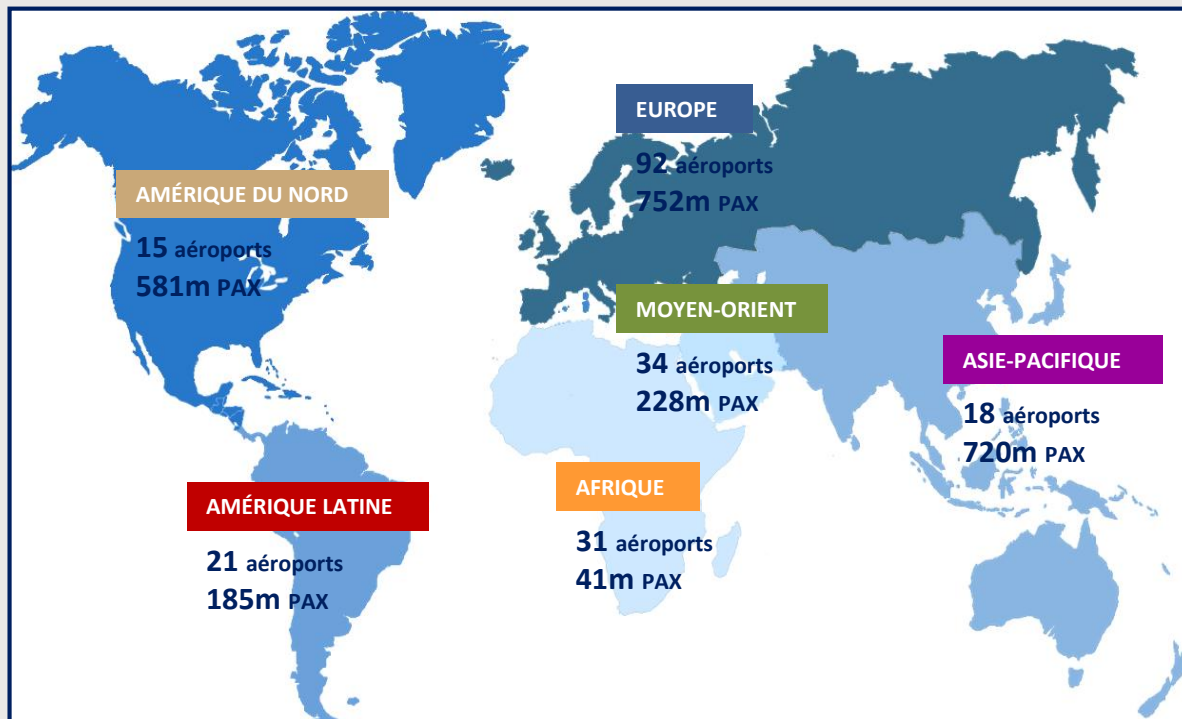 EUROPE
92 aéroports
752m PAX
AMÉRIQUE DU NORD
15 aéroports
581m PAX
MOYEN-ORIENT
34 aéroports
228m PAX
ASIE-PACIFIQUE
18 aéroports
720m PAX
AMÉRIQUE LATINE
21 aéroports
185m PAX
AFRIQUE
31 aéroports
41m PAX